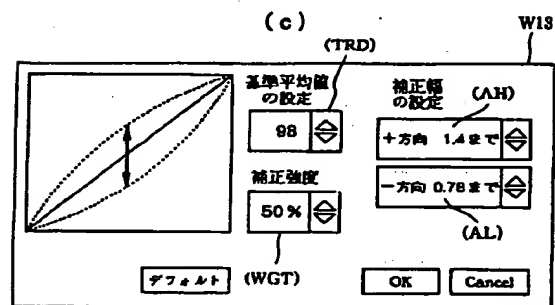 (c)
W13
(TRD)
基準平均値
の設定
98
補正幅
の設定
(AH)
+方向 1.4まで
補正強度
50%
-方向 0.78まで
(AL)
(WGT)
デフォルト
OK
Cancel